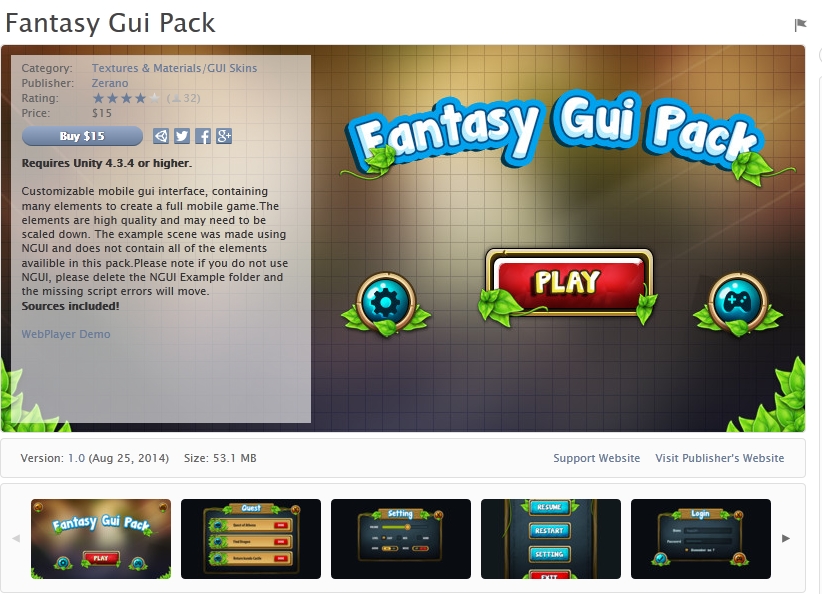 Fantasy Gui Pack
Category: Textures & Materials/GUI Skins
Publisher: Zerano
Rating: (32)
Price: $15
Buy $15
Requires Unity 4.3.4 or higher.
Customizable mobile gui interface, containing
many elements to create a full mobile game.The
elements are high quality and may need to be
scaled down. The example scene was made using
NGUI and does not contain all of the elements
availible in this pack.Please note if you do not use
NGUI, please delete the NGUI Example folder and
the missing script errors will move.
Sources included!
WebPlayer Demo
Fantasy Gui Pack
PLAY
Version: 1.0 (Aug 25, 2014) Size: 53.1 MB
Support Website Visit Publisher's Website
Fantasy Gui Pack
PLAY
Quest
Setting
RESUME
RESTART
SETTING
EXIT
Login